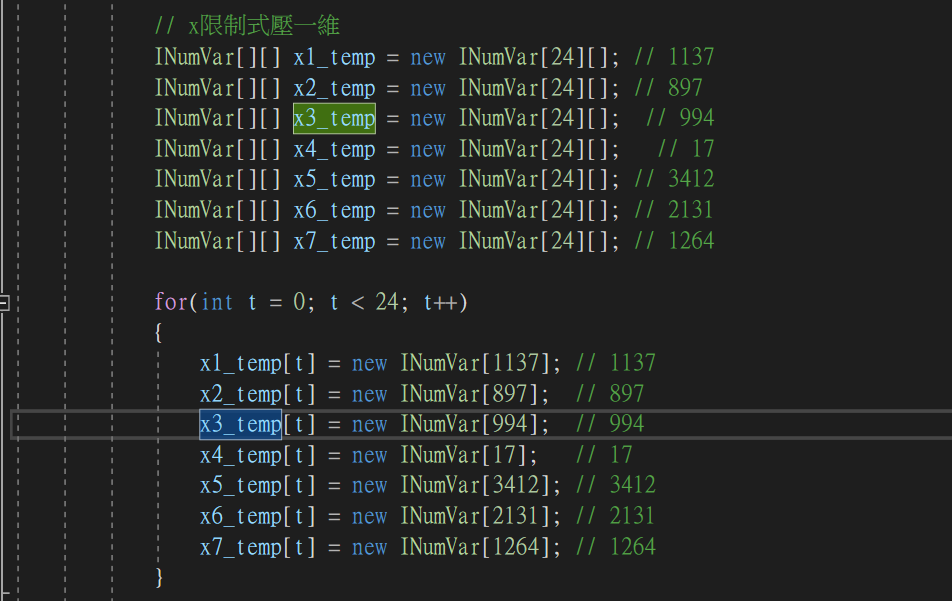 // x限制式壓一維
INumVar[][] x1_temp = new INumVar[24][]; // 1137
INumVar[][] x2_temp = new INumVar[24][]; // 897
INumVar[][] x3_temp = new INumVar[24][]; // 994
INumVar[][] x4_temp = new INumVar[24][]; // 17
INumVar[][] x5_temp = new INumVar[24][]; // 3412
INumVar[][] x6_temp = new INumVar[24][]; // 2131
INumVar[][] x7_temp = new INumVar[24][]; // 1264
for(int t = 0; t < 24; t++)
{
x1_temp[t] = new INumVar[1137]; // 1137
x2_temp[t] = new INumVar[897]; // 897
x3_temp[t] = new INumVar[994]; // 994
x4_temp[t] = new INumVar[17]; // 17
x5_temp[t] = new INumVar[3412]; // 3412
x6_temp[t] = new INumVar[2131]; // 2131
x7_temp[t] = new INumVar[1264]; // 1264
}